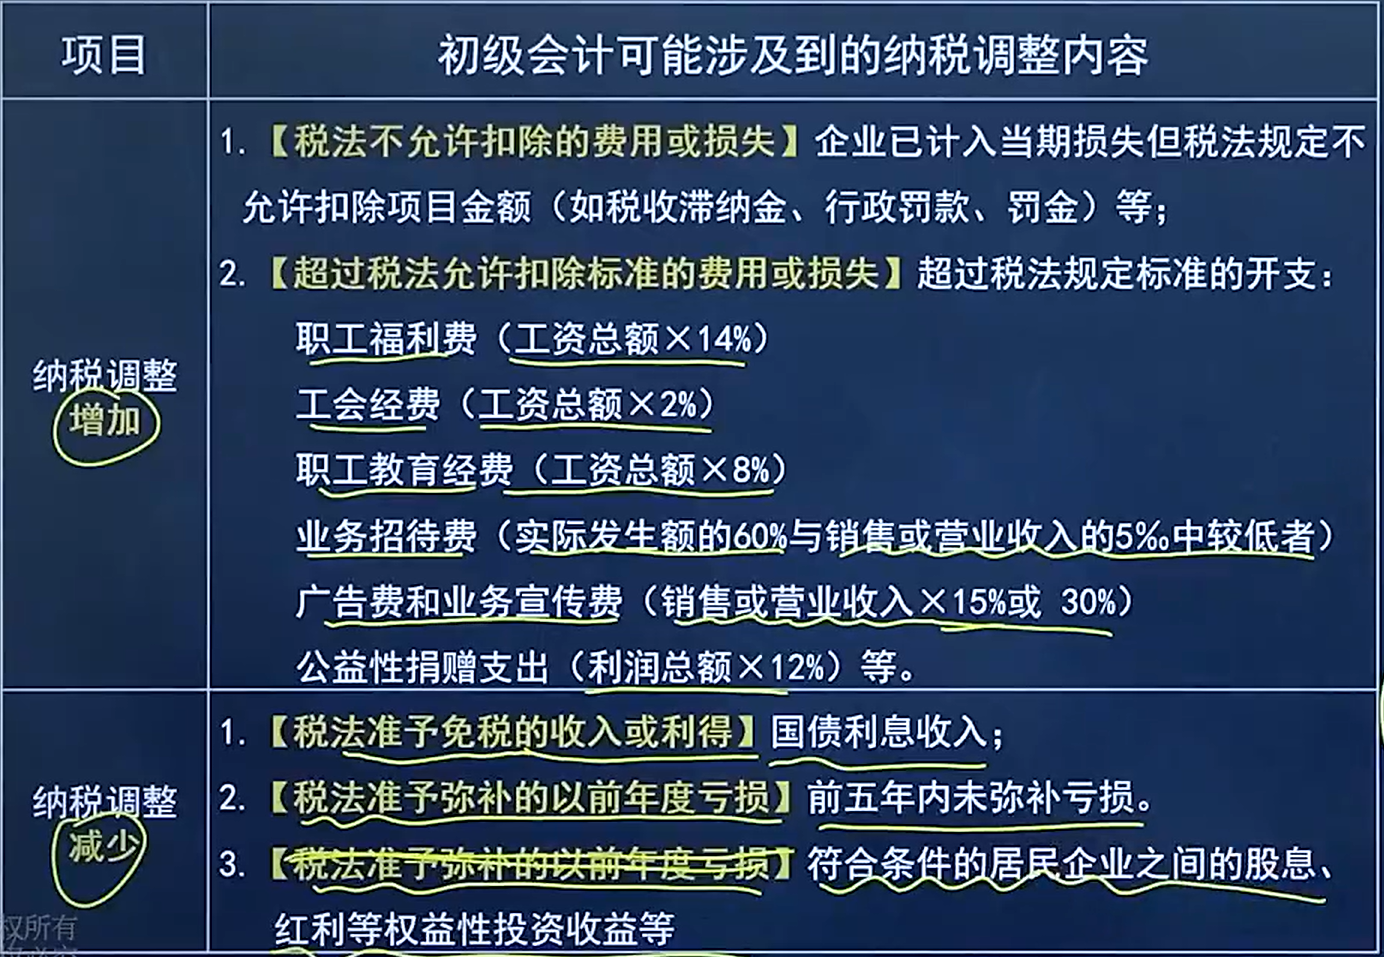 项目
初级会计可能涉及到的纳税调整内容
纳税调整
增加
1.【税法不允许扣除的费用或损失】企业已计入当期损失但税法规定不
允许扣除项目金额（如税收滞纳金、行政罚款、罚金）等；
2.【超过税法允许扣除标准的费用或损失】超过税法规定标准的开支：
职工福利费（工资总额×14%）
工会经费（工资总额×2%）
职工教育经费（工资总额×8%）
业务招待费（实际发生额的60%与销售或营业收入的5‰中较低者）
广告费和业务宣传费（销售或营业收入×15%或 30%）
公益性捐赠支出（利润总额×12%）等。
纳税调整
减少
1.【税法准予免税的收入或利得】国债利息收入；
2.【税法准予弥补的以前年度亏损】前五年内未弥补亏损。
3.【税法准予弥补的以前年度亏损】符合条件的居民企业之间的股息、
红利等权益性投资收益等
权所有